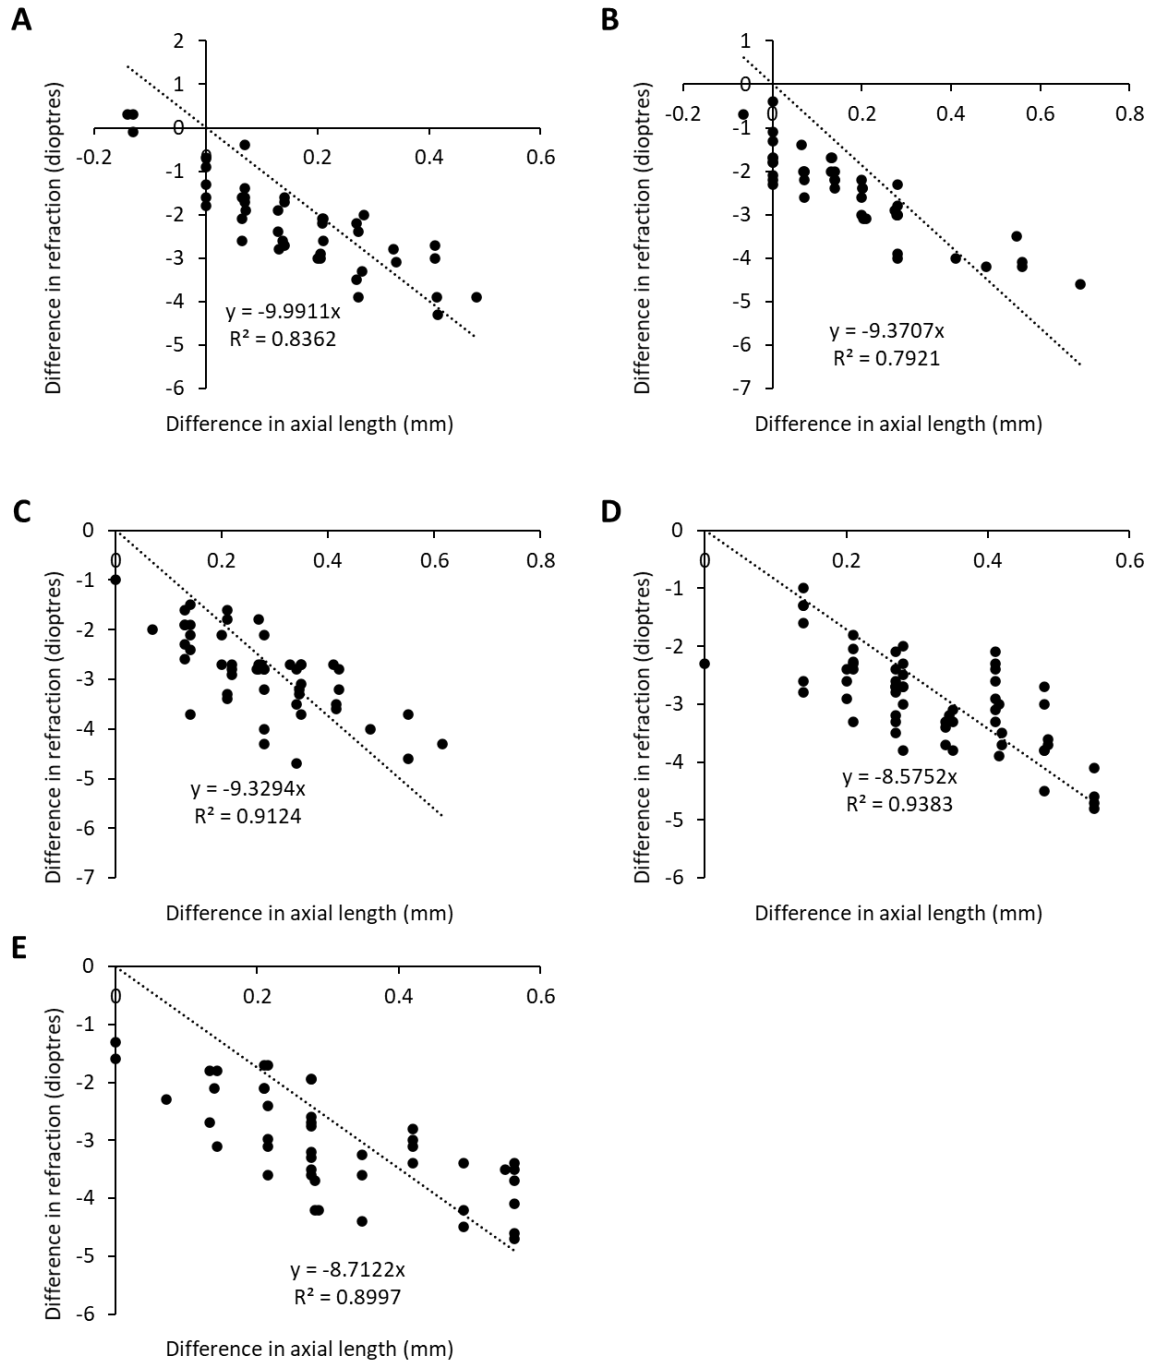 A
Difference in refraction (dioptres)
2
1
0
-1
-2
-3
-4
-5
-6
-0.2
0
0.2
0.4
0.6
y = -9.9911x
R² = 0.8362
Difference in axial length (mm)
B
Difference in refraction (dioptres)
1
0
-1
-2
-3
-4
-5
-6
-7
-0.2
0
0.2
0.4
0.6
0.8
y = -9.3707x
R² = 0.7921
Difference in axial length (mm)
C
Difference in refraction (dioptres)
0
-1
-2
-3
-4
-5
-6
-7
0
0.2
0.4
0.6
0.8
y = -9.3294x
R² = 0.9124
Difference in axial length (mm)
D
Difference in refraction (dioptres)
0
-1
-2
-3
-4
-5
-6
0
0.2
0.4
0.6
y = -8.5752x
R² = 0.9383
Difference in axial length (mm)
E
Difference in refraction (dioptres)
0
-1
-2
-3
-4
-5
-6
0
0.2
0.4
0.6
y = -8.7122x
R² = 0.8997
Difference in axial length (mm)